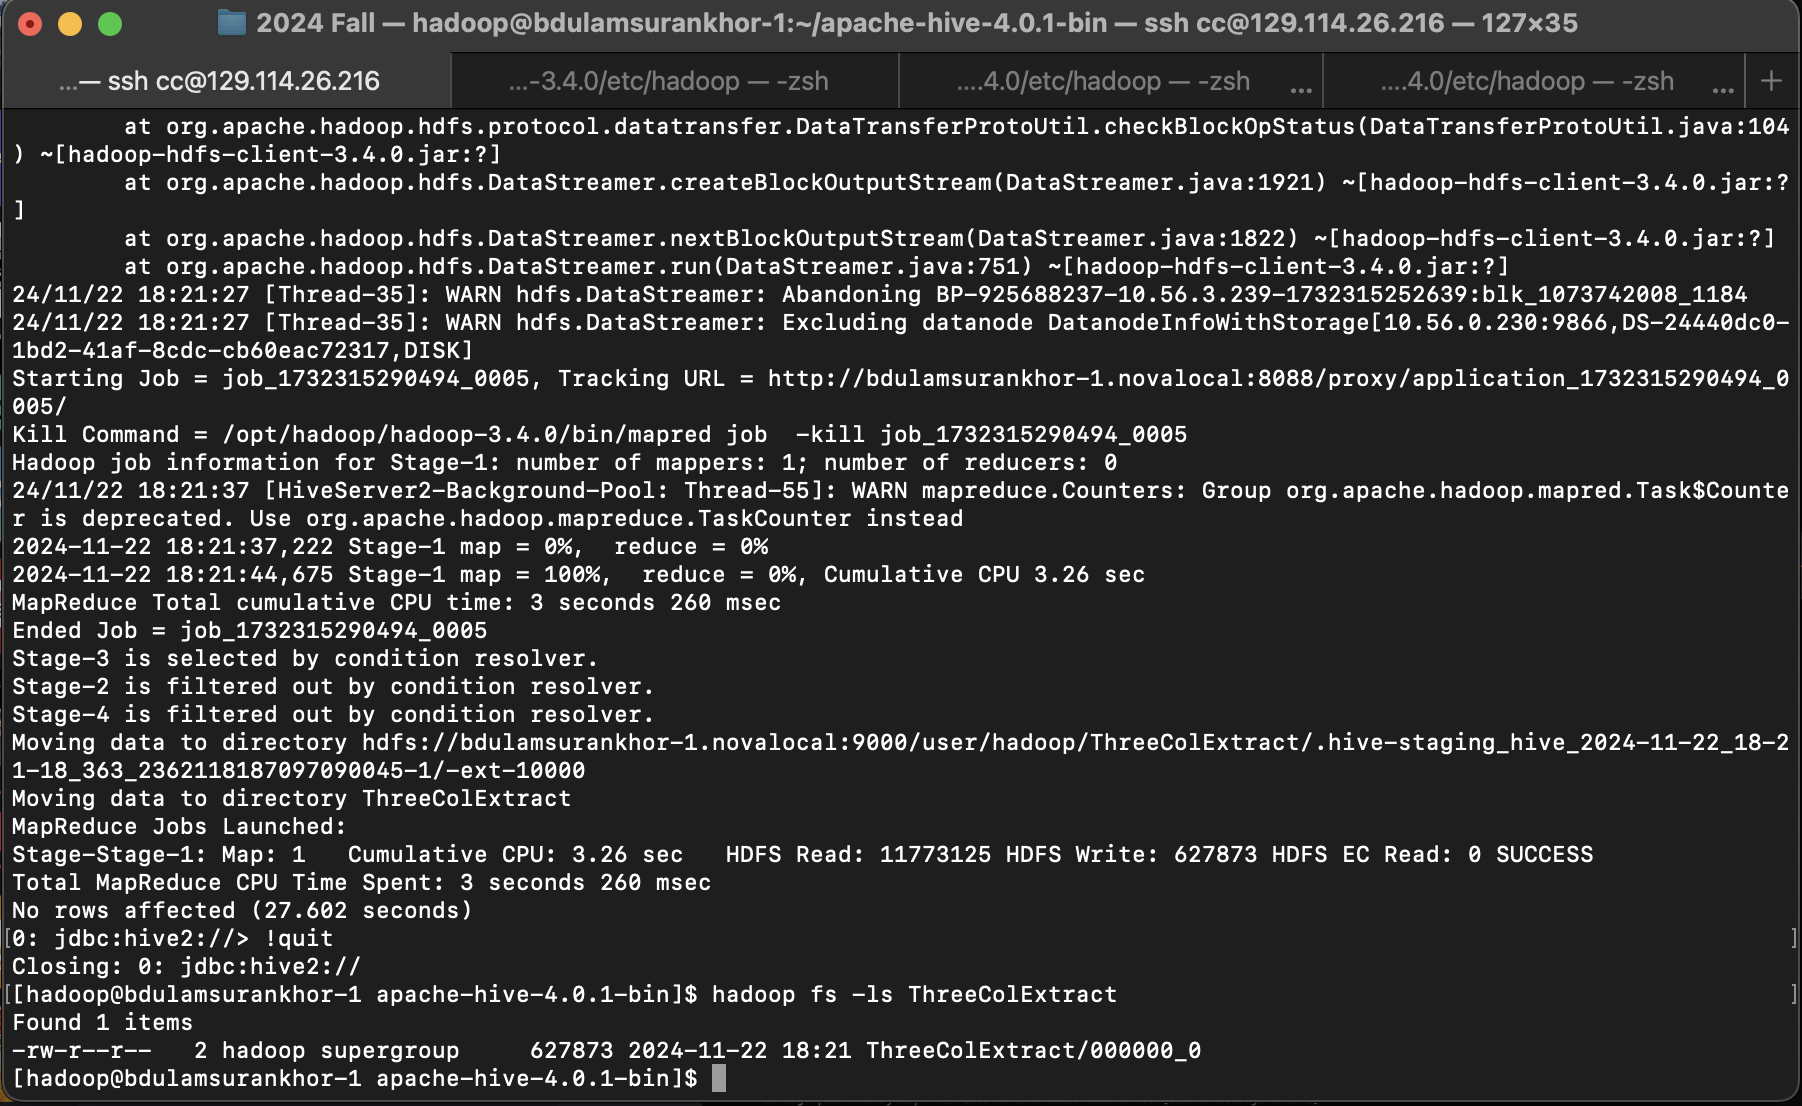 2024 Fall — hadoop@bdulamsurankhor-1:~/apache-hive-4.0.1-bin — ssh cc@129.114.26.216 — 127×35
...— ssh cc@129.114.26.216 ...-3.4.0/etc/hadoop — -zsh ....4.0/etc/hadoop — -zsh ... ....4.0/etc/hadoop — -zsh ... +
at org.apache.hadoop.hdfs.protocol.datatransfer.DataTransferProtoUtil.checkBlockOpStatus(DataTransferProtoUtil.java:104
) ~[hadoop-hdfs-client-3.4.0.jar:?]
at org.apache.hadoop.hdfs.DataStreamer.createBlockOutputStream(DataStreamer.java:1921) ~[hadoop-hdfs-client-3.4.0.jar:?
]
at org.apache.hadoop.hdfs.DataStreamer.nextBlockOutputStream(DataStreamer.java:1822) ~[hadoop-hdfs-client-3.4.0.jar:?]
at org.apache.hadoop.hdfs.DataStreamer.run(DataStreamer.java:751) ~[hadoop-hdfs-client-3.4.0.jar:?]
24/11/22 18:21:27 [Thread-35]: WARN hdfs.DataStreamer: Abandoning BP-925688237-10.56.3.239-1732315252639:blk_1073742008_1184
24/11/22 18:21:27 [Thread-35]: WARN hdfs.DataStreamer: Excluding datanode DatanodeInfoWithStorage[10.56.0.230:9866,DS-24440dc0-
1bd2-41af-8cdc-cb60eac72317,DISK]
Starting Job = job_1732315290494_0005, Tracking URL = http://bdulamsurankhor-1.novalocal:8088/proxy/application_1732315290494_0
005/
Kill Command = /opt/hadoop/hadoop-3.4.0/bin/mapred job  -kill job_1732315290494_0005
Hadoop job information for Stage-1: number of mappers: 1; number of reducers: 0
24/11/22 18:21:37 [HiveServer2-Background-Pool: Thread-55]: WARN mapreduce.Counters: Group org.apache.hadoop.mapred.Task$Counte
r is deprecated. Use org.apache.hadoop.mapreduce.TaskCounter instead
2024-11-22 18:21:37,222 Stage-1 map = 0%,  reduce = 0%
2024-11-22 18:21:44,675 Stage-1 map = 100%,  reduce = 0%, Cumulative CPU 3.26 sec
MapReduce Total cumulative CPU time: 3 seconds 260 msec
Ended Job = job_1732315290494_0005
Stage-3 is selected by condition resolver.
Stage-2 is filtered out by condition resolver.
Stage-4 is filtered out by condition resolver.
Moving data to directory hdfs://bdulamsurankhor-1.novalocal:9000/user/hadoop/ThreeColExtract/.hive-staging_hive_2024-11-22_18-2
1-18_363_2362118187097090045-1/-ext-10000
Moving data to directory ThreeColExtract
MapReduce Jobs Launched:
Stage-Stage-1: Map: 1   Cumulative CPU: 3.26 sec   HDFS Read: 11773125 HDFS Write: 627873 HDFS EC Read: 0 SUCCESS
Total MapReduce CPU Time Spent: 3 seconds 260 msec
No rows affected (27.602 seconds)
[0: jdbc:hive2://> !quit ]
Closing: 0: jdbc:hive2://
[[hadoop@bdulamsurankhor-1 apache-hive-4.0.1-bin]$ hadoop fs -ls ThreeColExtract ]
Found 1 items
-rw-r--r--   2 hadoop supergroup     627873 2024-11-22 18:21 ThreeColExtract/000000_0
[hadoop@bdulamsurankhor-1 apache-hive-4.0.1-bin]$